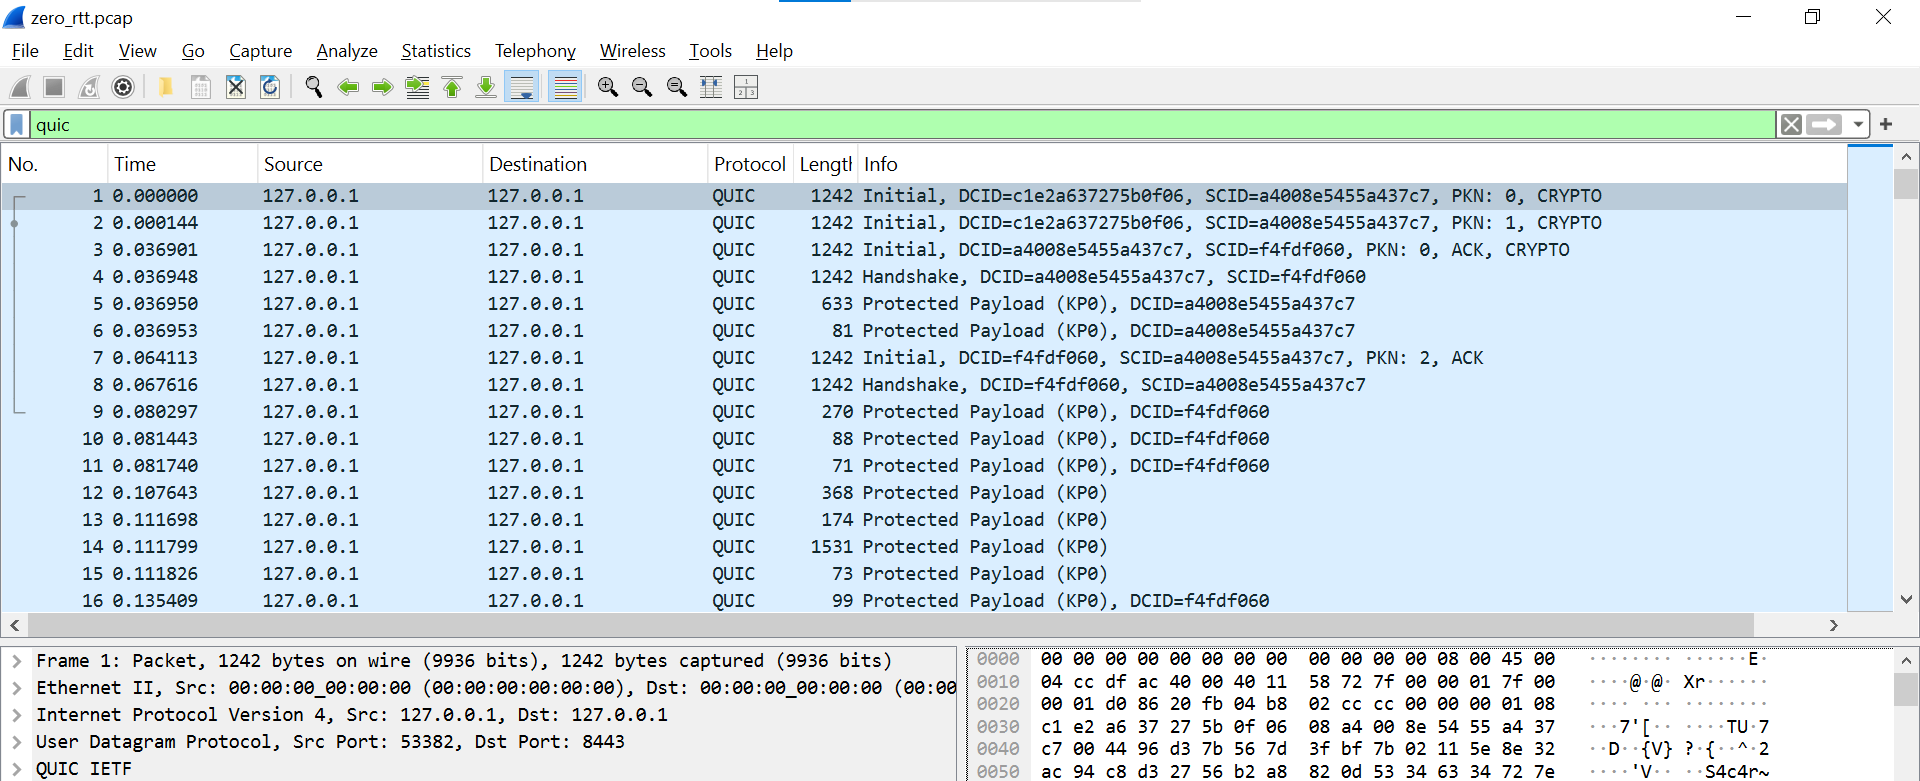 zero_rtt.pcap
File Edit View Go Capture Analyze Statistics Telephony Wireless Tools Help
quic
No. Time Source Destination Protocol Length Info
1 0.000000 127.0.0.1 127.0.0.1 QUIC 1242 Initial, DCID=c1e2a637275b0f06, SCID=a4008e5455a437c7, PKN: 0, CRYPTO
2 0.000144 127.0.0.1 127.0.0.1 QUIC 1242 Initial, DCID=c1e2a637275b0f06, SCID=a4008e5455a437c7, PKN: 1, CRYPTO
3 0.036901 127.0.0.1 127.0.0.1 QUIC 1242 Initial, DCID=a4008e5455a437c7, SCID=f4fdf060, PKN: 0, ACK, CRYPTO
4 0.036948 127.0.0.1 127.0.0.1 QUIC 1242 Handshake, DCID=a4008e5455a437c7, SCID=f4fdf060
5 0.036950 127.0.0.1 127.0.0.1 QUIC 633 Protected Payload (KP0), DCID=a4008e5455a437c7
6 0.036953 127.0.0.1 127.0.0.1 QUIC 81 Protected Payload (KP0), DCID=a4008e5455a437c7
7 0.064113 127.0.0.1 127.0.0.1 QUIC 1242 Initial, DCID=f4fdf060, SCID=a4008e5455a437c7, PKN: 2, ACK
8 0.067616 127.0.0.1 127.0.0.1 QUIC 1242 Handshake, DCID=f4fdf060, SCID=a4008e5455a437c7
9 0.080297 127.0.0.1 127.0.0.1 QUIC 270 Protected Payload (KP0), DCID=f4fdf060
10 0.081443 127.0.0.1 127.0.0.1 QUIC 88 Protected Payload (KP0), DCID=f4fdf060
11 0.081740 127.0.0.1 127.0.0.1 QUIC 71 Protected Payload (KP0), DCID=f4fdf060
12 0.107643 127.0.0.1 127.0.0.1 QUIC 368 Protected Payload (KP0)
13 0.111698 127.0.0.1 127.0.0.1 QUIC 174 Protected Payload (KP0)
14 0.111799 127.0.0.1 127.0.0.1 QUIC 1531 Protected Payload (KP0)
15 0.111826 127.0.0.1 127.0.0.1 QUIC 73 Protected Payload (KP0)
16 0.135409 127.0.0.1 127.0.0.1 QUIC 99 Protected Payload (KP0), DCID=f4fdf060
Frame 1: Packet, 1242 bytes on wire (9936 bits), 1242 bytes captured (9936 bits)
Ethernet II, Src: 00:00:00_00:00:00 (00:00:00:00:00:00), Dst: 00:00:00_00:00:00 (00:00
Internet Protocol Version 4, Src: 127.0.0.1, Dst: 127.0.0.1
User Datagram Protocol, Src Port: 53382, Dst Port: 8443
QUIC IETF
0000 00 00 00 00 00 00 00 00 00 00 00 00 08 00 45 00 ········ ······E·
0010 04 cc df ac 40 00 40 11 58 72 7f 00 00 01 7f 00 ····@·@· Xr······
0020 00 01 d0 86 20 fb 04 b8 02 cc cc 00 00 00 01 08 ···· ··· ········
0030 c1 e2 a6 37 27 5b 0f 06 08 a4 00 8e 54 55 a4 37 ···7'[·· ····TU·7
0040 c7 00 44 96 d3 7b 56 7d 3f bf 7b 02 11 5e 8e 32 ··D··{V} ?·{··^·2
0050 ac 94 c8 d3 27 56 b2 a8 82 0d 53 34 63 34 72 7e ····'V·· ··S4c4r~